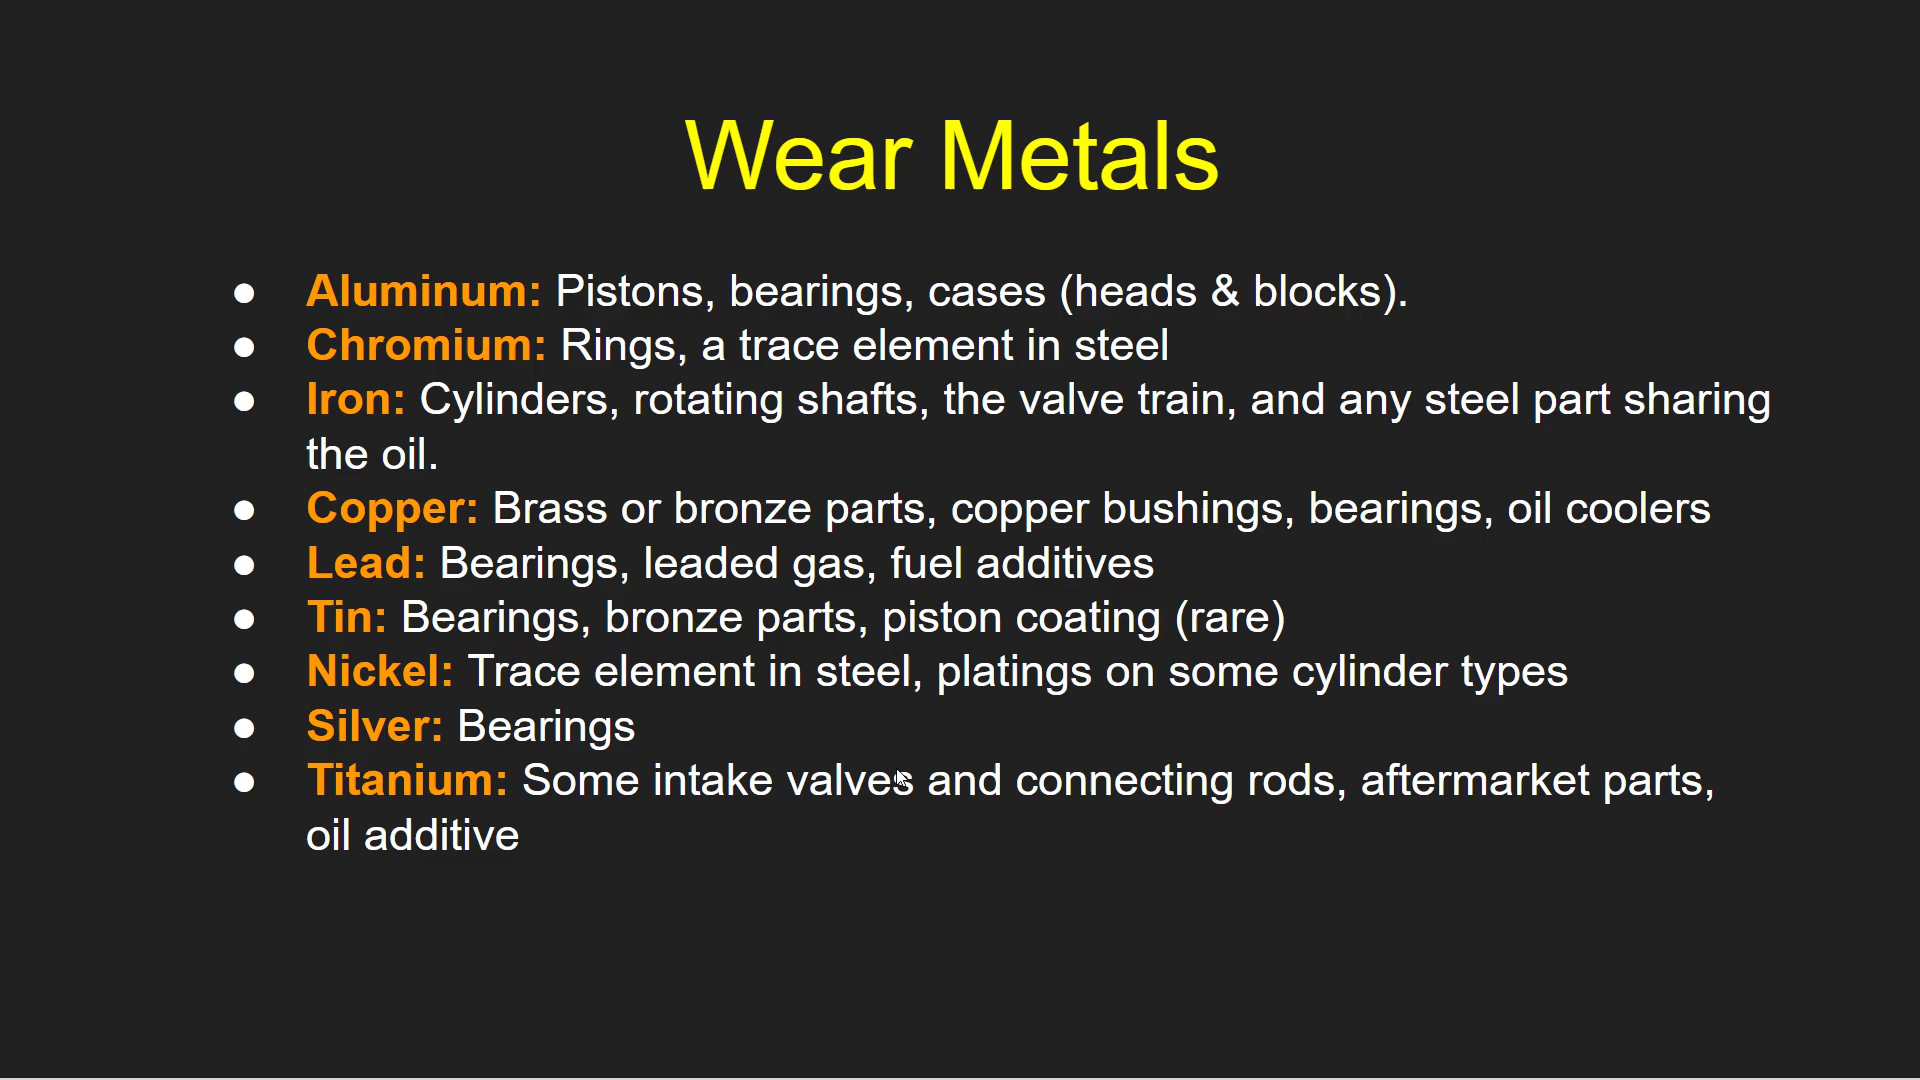 Wear Metals
● Aluminum: Pistons, bearings, cases (heads & blocks).
● Chromium: Rings, a trace element in steel
● Iron: Cylinders, rotating shafts, the valve train, and any steel part sharing
the oil.
● Copper: Brass or bronze parts, copper bushings, bearings, oil coolers
● Lead: Bearings, leaded gas, fuel additives
● Tin: Bearings, bronze parts, piston coating (rare)
● Nickel: Trace element in steel, platings on some cylinder types
● Silver: Bearings
● Titanium: Some intake valves and connecting rods, aftermarket parts,
oil additive